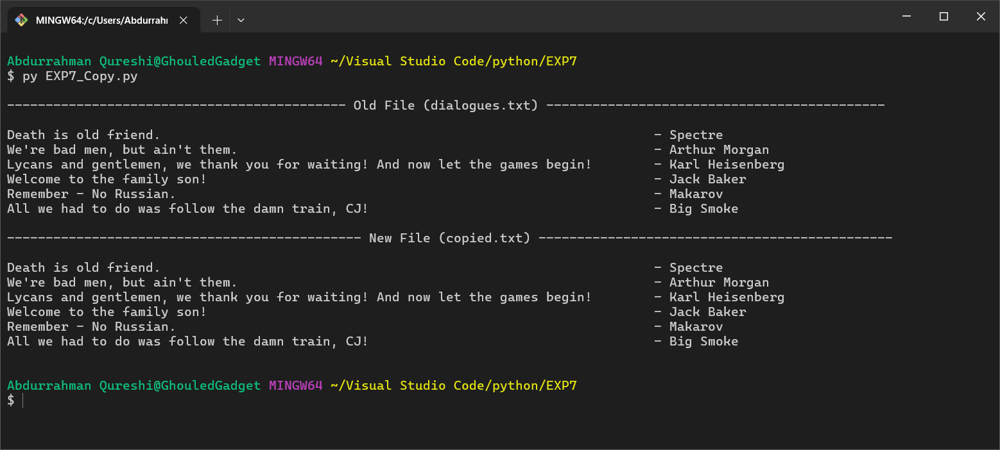 MINGW64:/c/Users/Abdurrahı
Abdurrahman Qureshi@GhouledGadget MINGW64 ~/Visual Studio Code/python/EXP7
$ py EXP7_Copy.py
-------------------------------------------- Old File (dialogues.txt) --------------------------------------------
Death is old friend. - Spectre
We're bad men, but ain't them. - Arthur Morgan
Lycans and gentlemen, we thank you for waiting! And now let the games begin! - Karl Heisenberg
Welcome to the family son! - Jack Baker
Remember - No Russian. - Makarov
All we had to do was follow the damn train, CJ! - Big Smoke
---------------------------------------------- New File (copied.txt) ----------------------------------------------
Death is old friend. - Spectre
We're bad men, but ain't them. - Arthur Morgan
Lycans and gentlemen, we thank you for waiting! And now let the games begin! - Karl Heisenberg
Welcome to the family son! - Jack Baker
Remember - No Russian. - Makarov
All we had to do was follow the damn train, CJ! - Big Smoke
Abdurrahman Qureshi@GhouledGadget MINGW64 ~/Visual Studio Code/python/EXP7
$